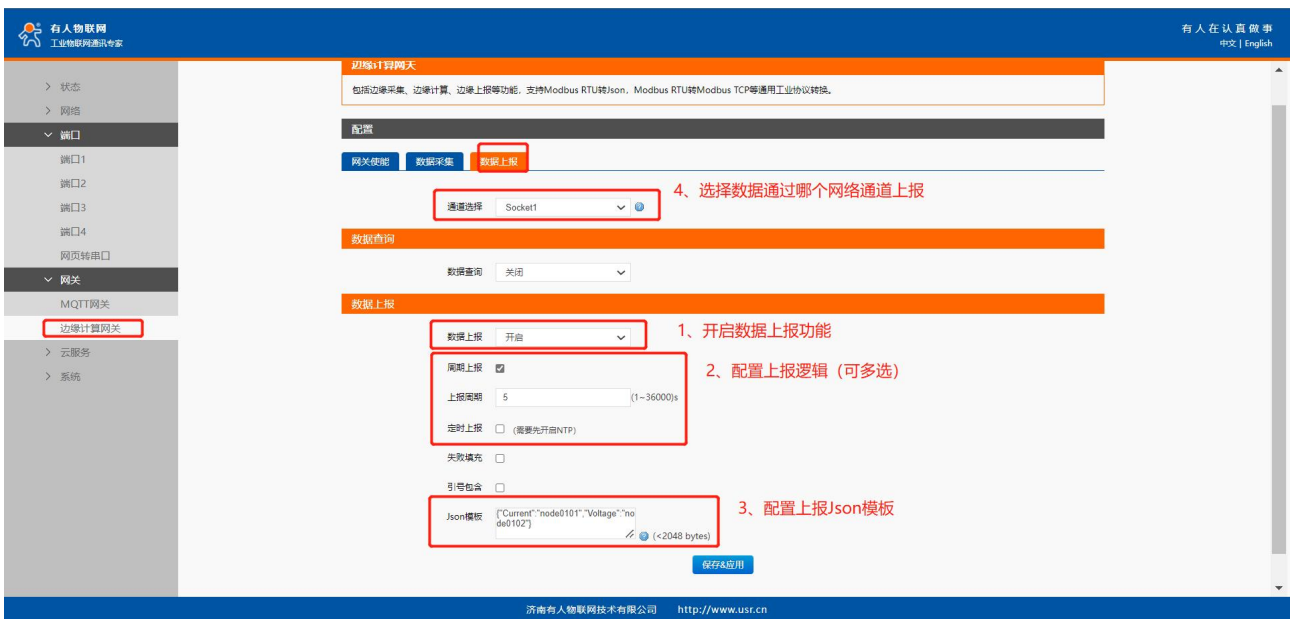 有人物联网
工业物联网通讯专家
有人在认真做事
中文 | English
状态
网络
端口
端口1
端口2
端口3
端口4
网页转串口
网关
MQTT网关
边缘计算网关
云服务
系统
边缘计算网关
包括边缘采集、边缘计算、边缘上报等功能，支持Modbus RTU转Json、Modbus RTU转Modbus TCP等通用工业协议转换。
配置
网关使能 数据采集 数据上报
4、选择数据通过哪个网络通道上报
通道选择 Socket1
数据查询
数据查询 关闭
数据上报
数据上报 开启
1、开启数据上报功能
周期上报
2、配置上报逻辑（可多选）
上报周期 5 (1~36000)s
定时上报 (需要先开启NTP)
失败填充
引号包含
3、配置上报Json模板
Json模板 {"Current":"node0101","Voltage":"no
de0102"}
(<2048 bytes)
保存&应用
济南有人物联网技术有限公司 http://www.usr.cn